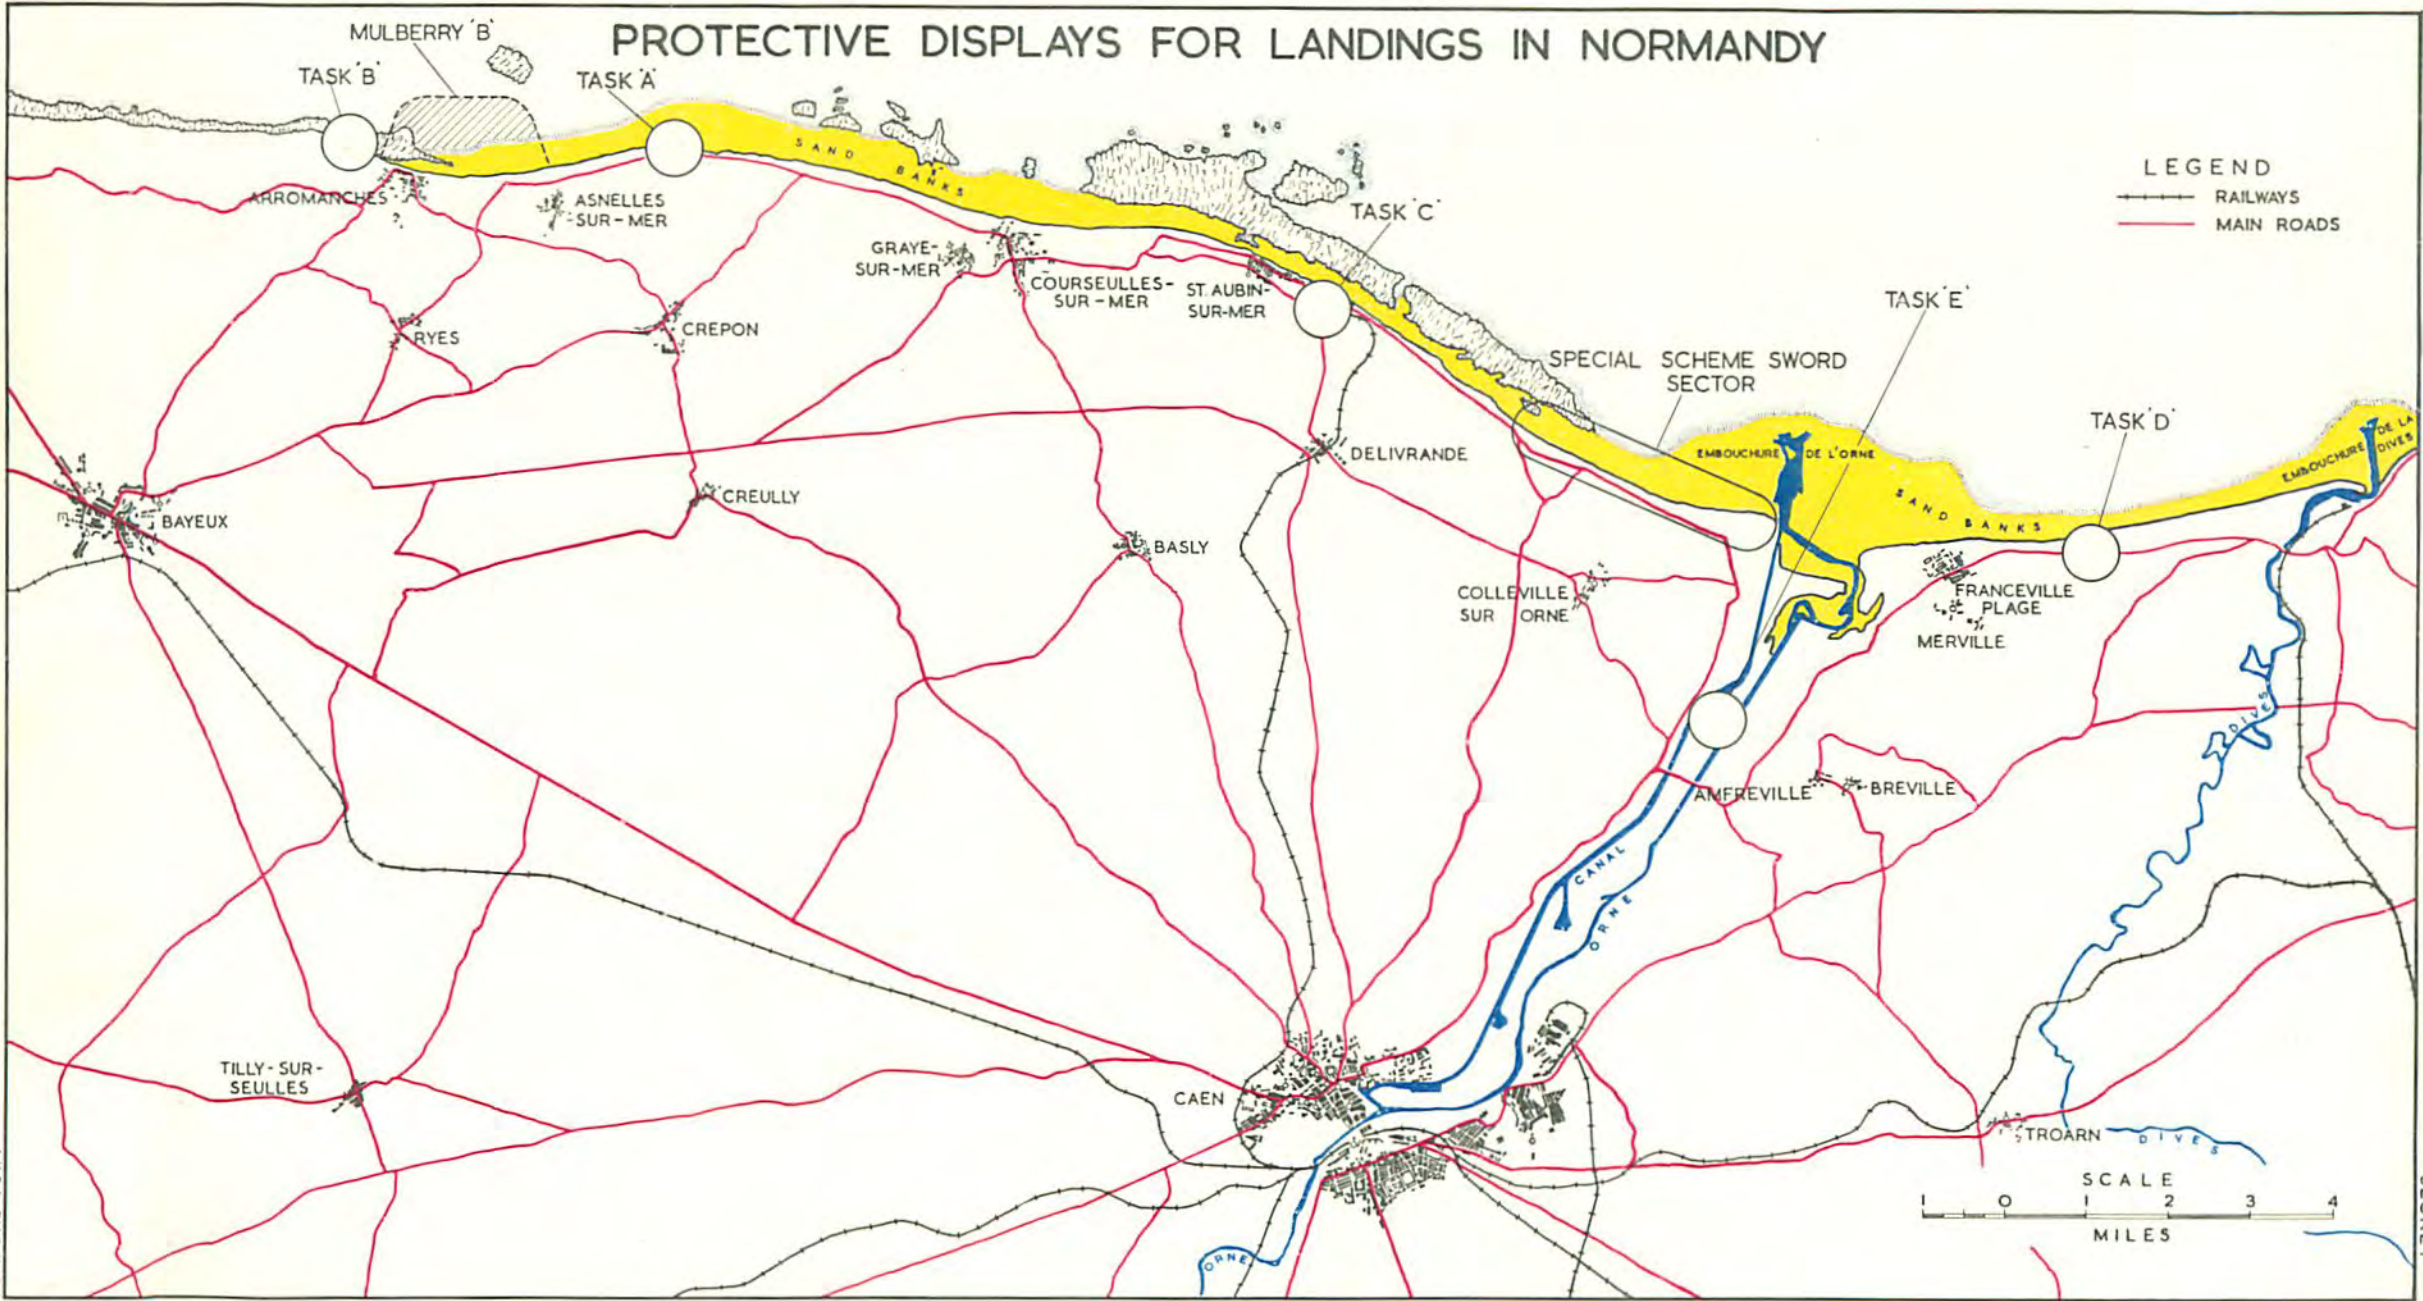 PROTECTIVE DISPLAYS FOR LANDINGS IN NORMANDY
MULBERRY 'B'
TASK 'B'
TASK 'A'
SAND BANKS
ARROMANCHES
ASNELLES
SUR-MER
GRAYE-
SUR-MER
COURSEULLES-
SUR-MER
ST. AUBIN-
SUR-MER
TASK 'C'
LEGEND
RAILWAYS
MAIN ROADS
TASK 'E'
SPECIAL SCHEME SWORD
SECTOR
TASK 'D'
RYES
CREPON
EMBOUCHURE DE L'ORNE
SAND BANKS
EMBOUCHURE DE LA
DIVES
DELIVRANDE
BAYEUX
CREULLY
BASLY
COLLEVILLE
SUR ORNE
FRANCEVILLE
PLAGE
MERVILLE
DIVES
AMFREVILLE
BREVILLE
CANAL
ORNE
TILLY-SUR-
SEULLES
CAEN
TROARN
DIVES
ORNE
SCALE
1 0 1 2 3 4
MILES